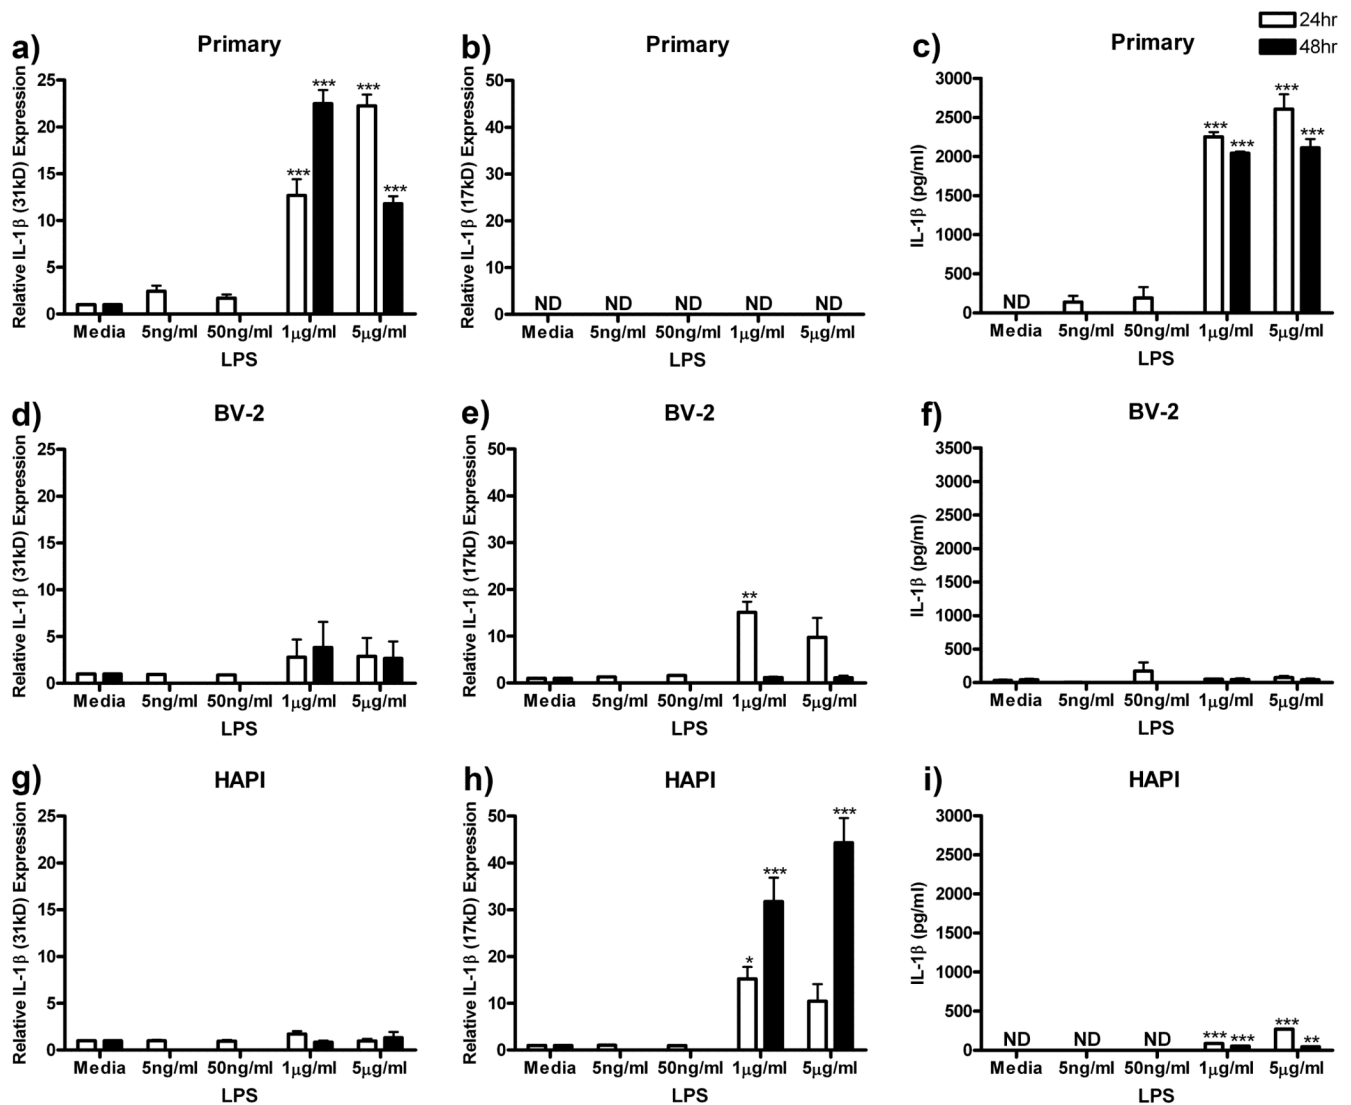 24hr
48hr
a) Primary
Relative IL-1β (31kD) Expression
25
20
15
10
5
0
*** *** *** ***
Media 5ng/ml 50ng/ml 1µg/ml 5µg/ml
LPS
b) Primary
Relative IL-1β (17kD) Expression
50
40
30
20
10
0
ND ND ND ND ND
Media 5ng/ml 50ng/ml 1µg/ml 5µg/ml
LPS
c) Primary
IL-1β (pg/ml)
3000
2500
2000
1500
1000
500
0
ND *** *** *** ***
Media 5ng/ml 50ng/ml 1µg/ml 5µg/ml
LPS
d) BV-2
Relative IL-1β (31kD) Expression
25
20
15
10
5
0
Media 5ng/ml 50ng/ml 1µg/ml 5µg/ml
LPS
e) BV-2
Relative IL-1β (17kD) Expression
50
40
30
20
10
0
**
Media 5ng/ml 50ng/ml 1µg/ml 5µg/ml
LPS
f) BV-2
IL-1β (pg/ml)
3500
3000
2500
2000
1500
1000
500
0
Media 5ng/ml 50ng/ml 1µg/ml 5µg/ml
LPS
g) HAPI
Relative IL-1β (31kD) Expression
25
20
15
10
5
0
Media 5ng/ml 50ng/ml 1µg/ml 5µg/ml
LPS
h) HAPI
Relative IL-1β (17kD) Expression
50
40
30
20
10
0
* *** ***
Media 5ng/ml 50ng/ml 1µg/ml 5µg/ml
LPS
i) HAPI
IL-1β (pg/ml)
3000
2500
2000
1500
1000
500
0
ND ND ND *** *** *** **
Media 5ng/ml 50ng/ml 1µg/ml 5µg/ml
LPS